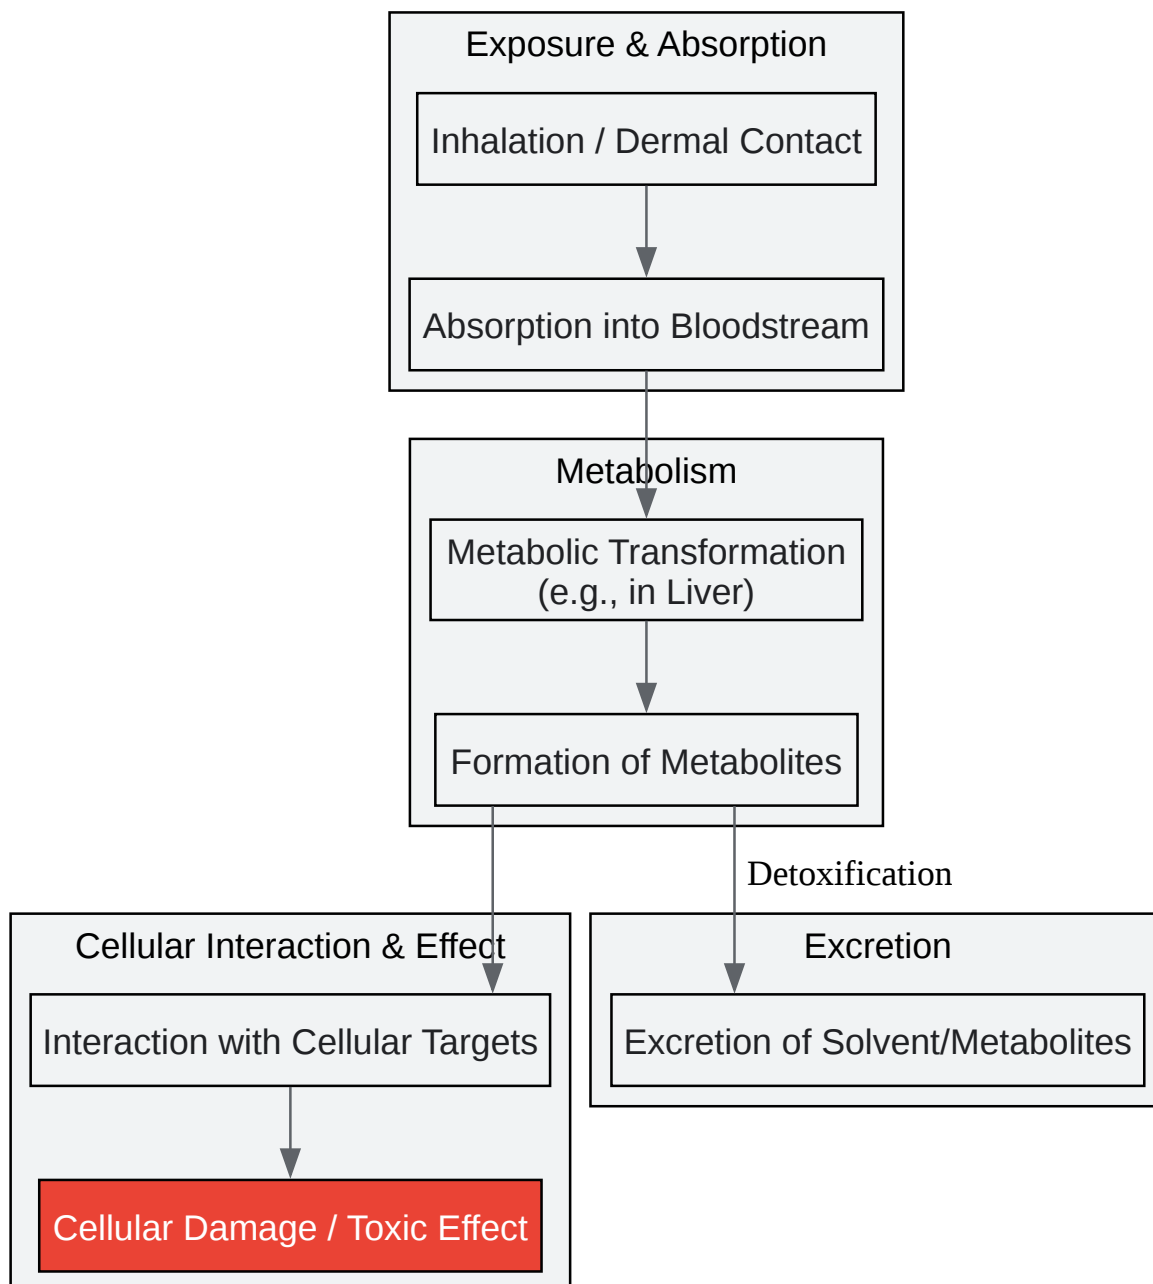 Exposure & Absorption
Inhalation / Dermal Contact
Absorption into Bloodstream
Metabolism
Metabolic Transformation
(e.g., in Liver)
Formation of Metabolites
Detoxification
Cellular Interaction & Effect
Interaction with Cellular Targets
Cellular Damage / Toxic Effect
Excretion
Excretion of Solvent/Metabolites